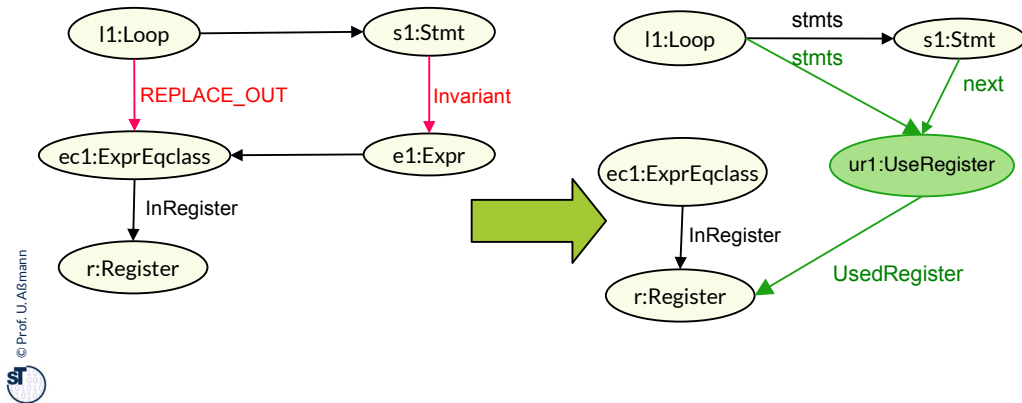 l1:Loop
s1:Stmt
REPLACE_OUT
Invariant
ec1:ExprEqclass
e1:Expr
InRegister
r:Register
stmts
l1:Loop
s1:Stmt
stmts
next
ur1:UseRegister
ec1:ExprEqclass
InRegister
UsedRegister
r:Register
© Prof. U. Aßmann
ST